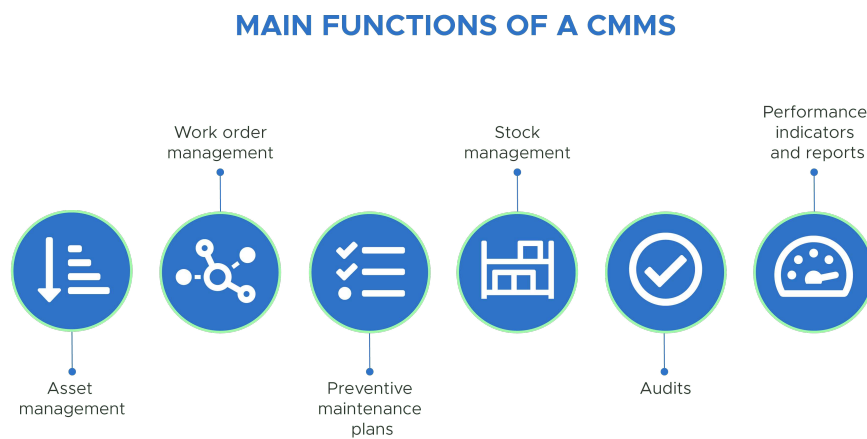 MAIN FUNCTIONS OF A CMMS
Asset
management
Work order
management
Preventive
maintenance
plans
Stock
management
Audits
Performance
indicators
and reports